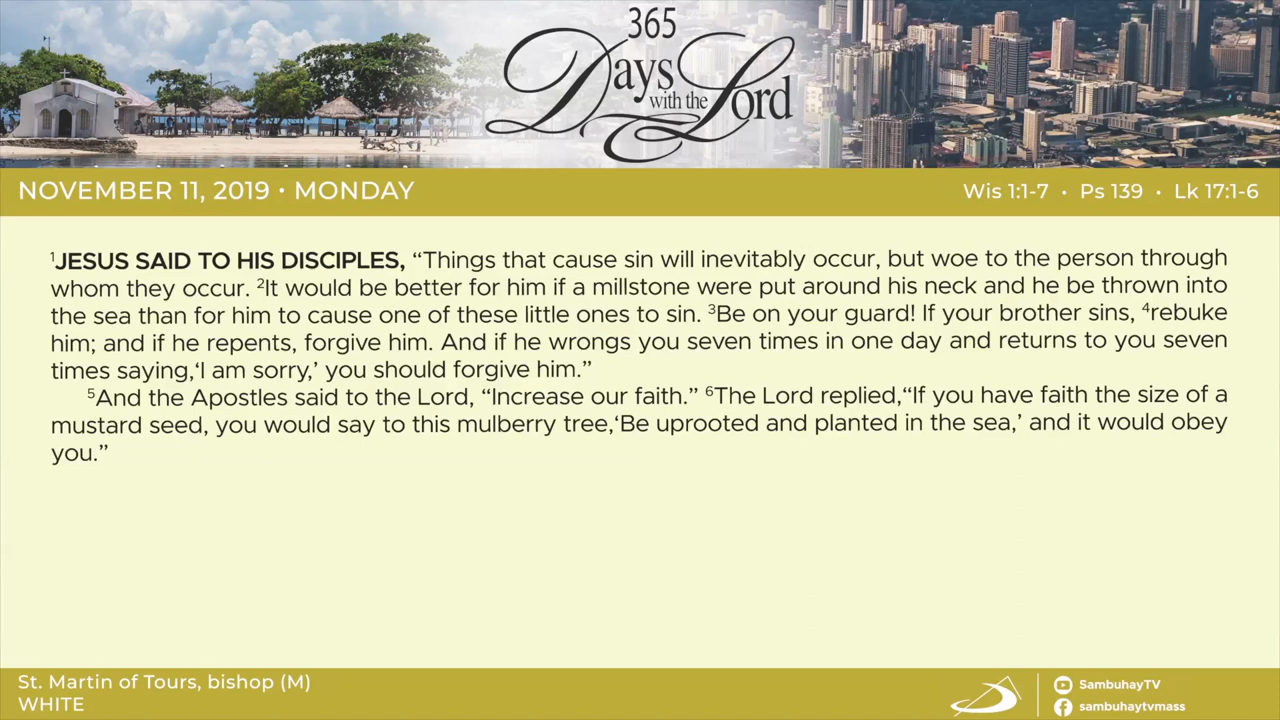 365
Days
with the Lord
NOVEMBER 11, 2019 • MONDAY
Wis 1:1-7 • Ps 139 • Lk 17:1-6
¹JESUS SAID TO HIS DISCIPLES, “Things that cause sin will inevitably occur, but woe to the person through
whom they occur. ²It would be better for him if a millstone were put around his neck and he be thrown into
the sea than for him to cause one of these little ones to sin. ³Be on your guard! If your brother sins, ⁴rebuke
him; and if he repents, forgive him. And if he wrongs you seven times in one day and returns to you seven
times saying,‘I am sorry,’ you should forgive him.”
⁵And the Apostles said to the Lord, “Increase our faith.” ⁶The Lord replied,“If you have faith the size of a
mustard seed, you would say to this mulberry tree,‘Be uprooted and planted in the sea,’ and it would obey
you.”
St. Martin of Tours, bishop (M)
WHITE
SambuhayTV
sambuhaytvmass